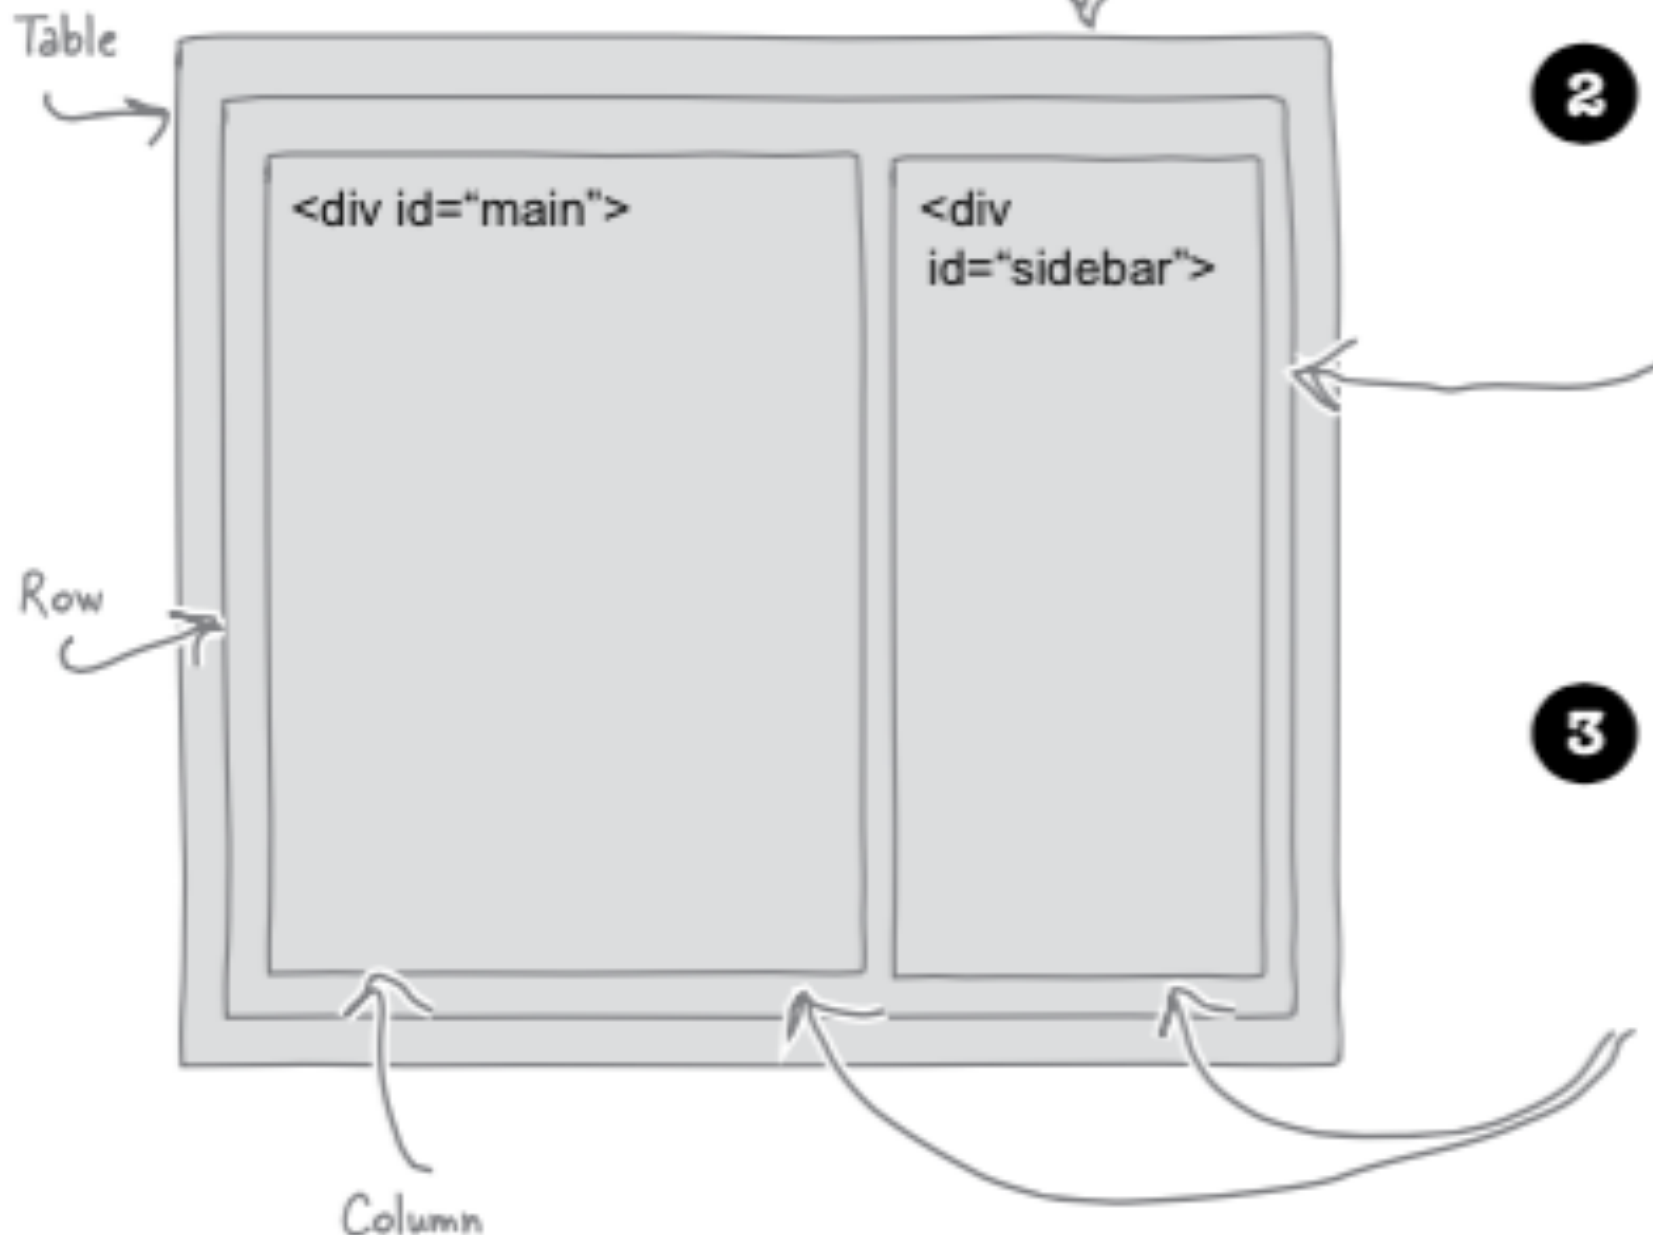 Table
2
<div id=“main”>
<div
id=“sidebar”>
Row
3
Column